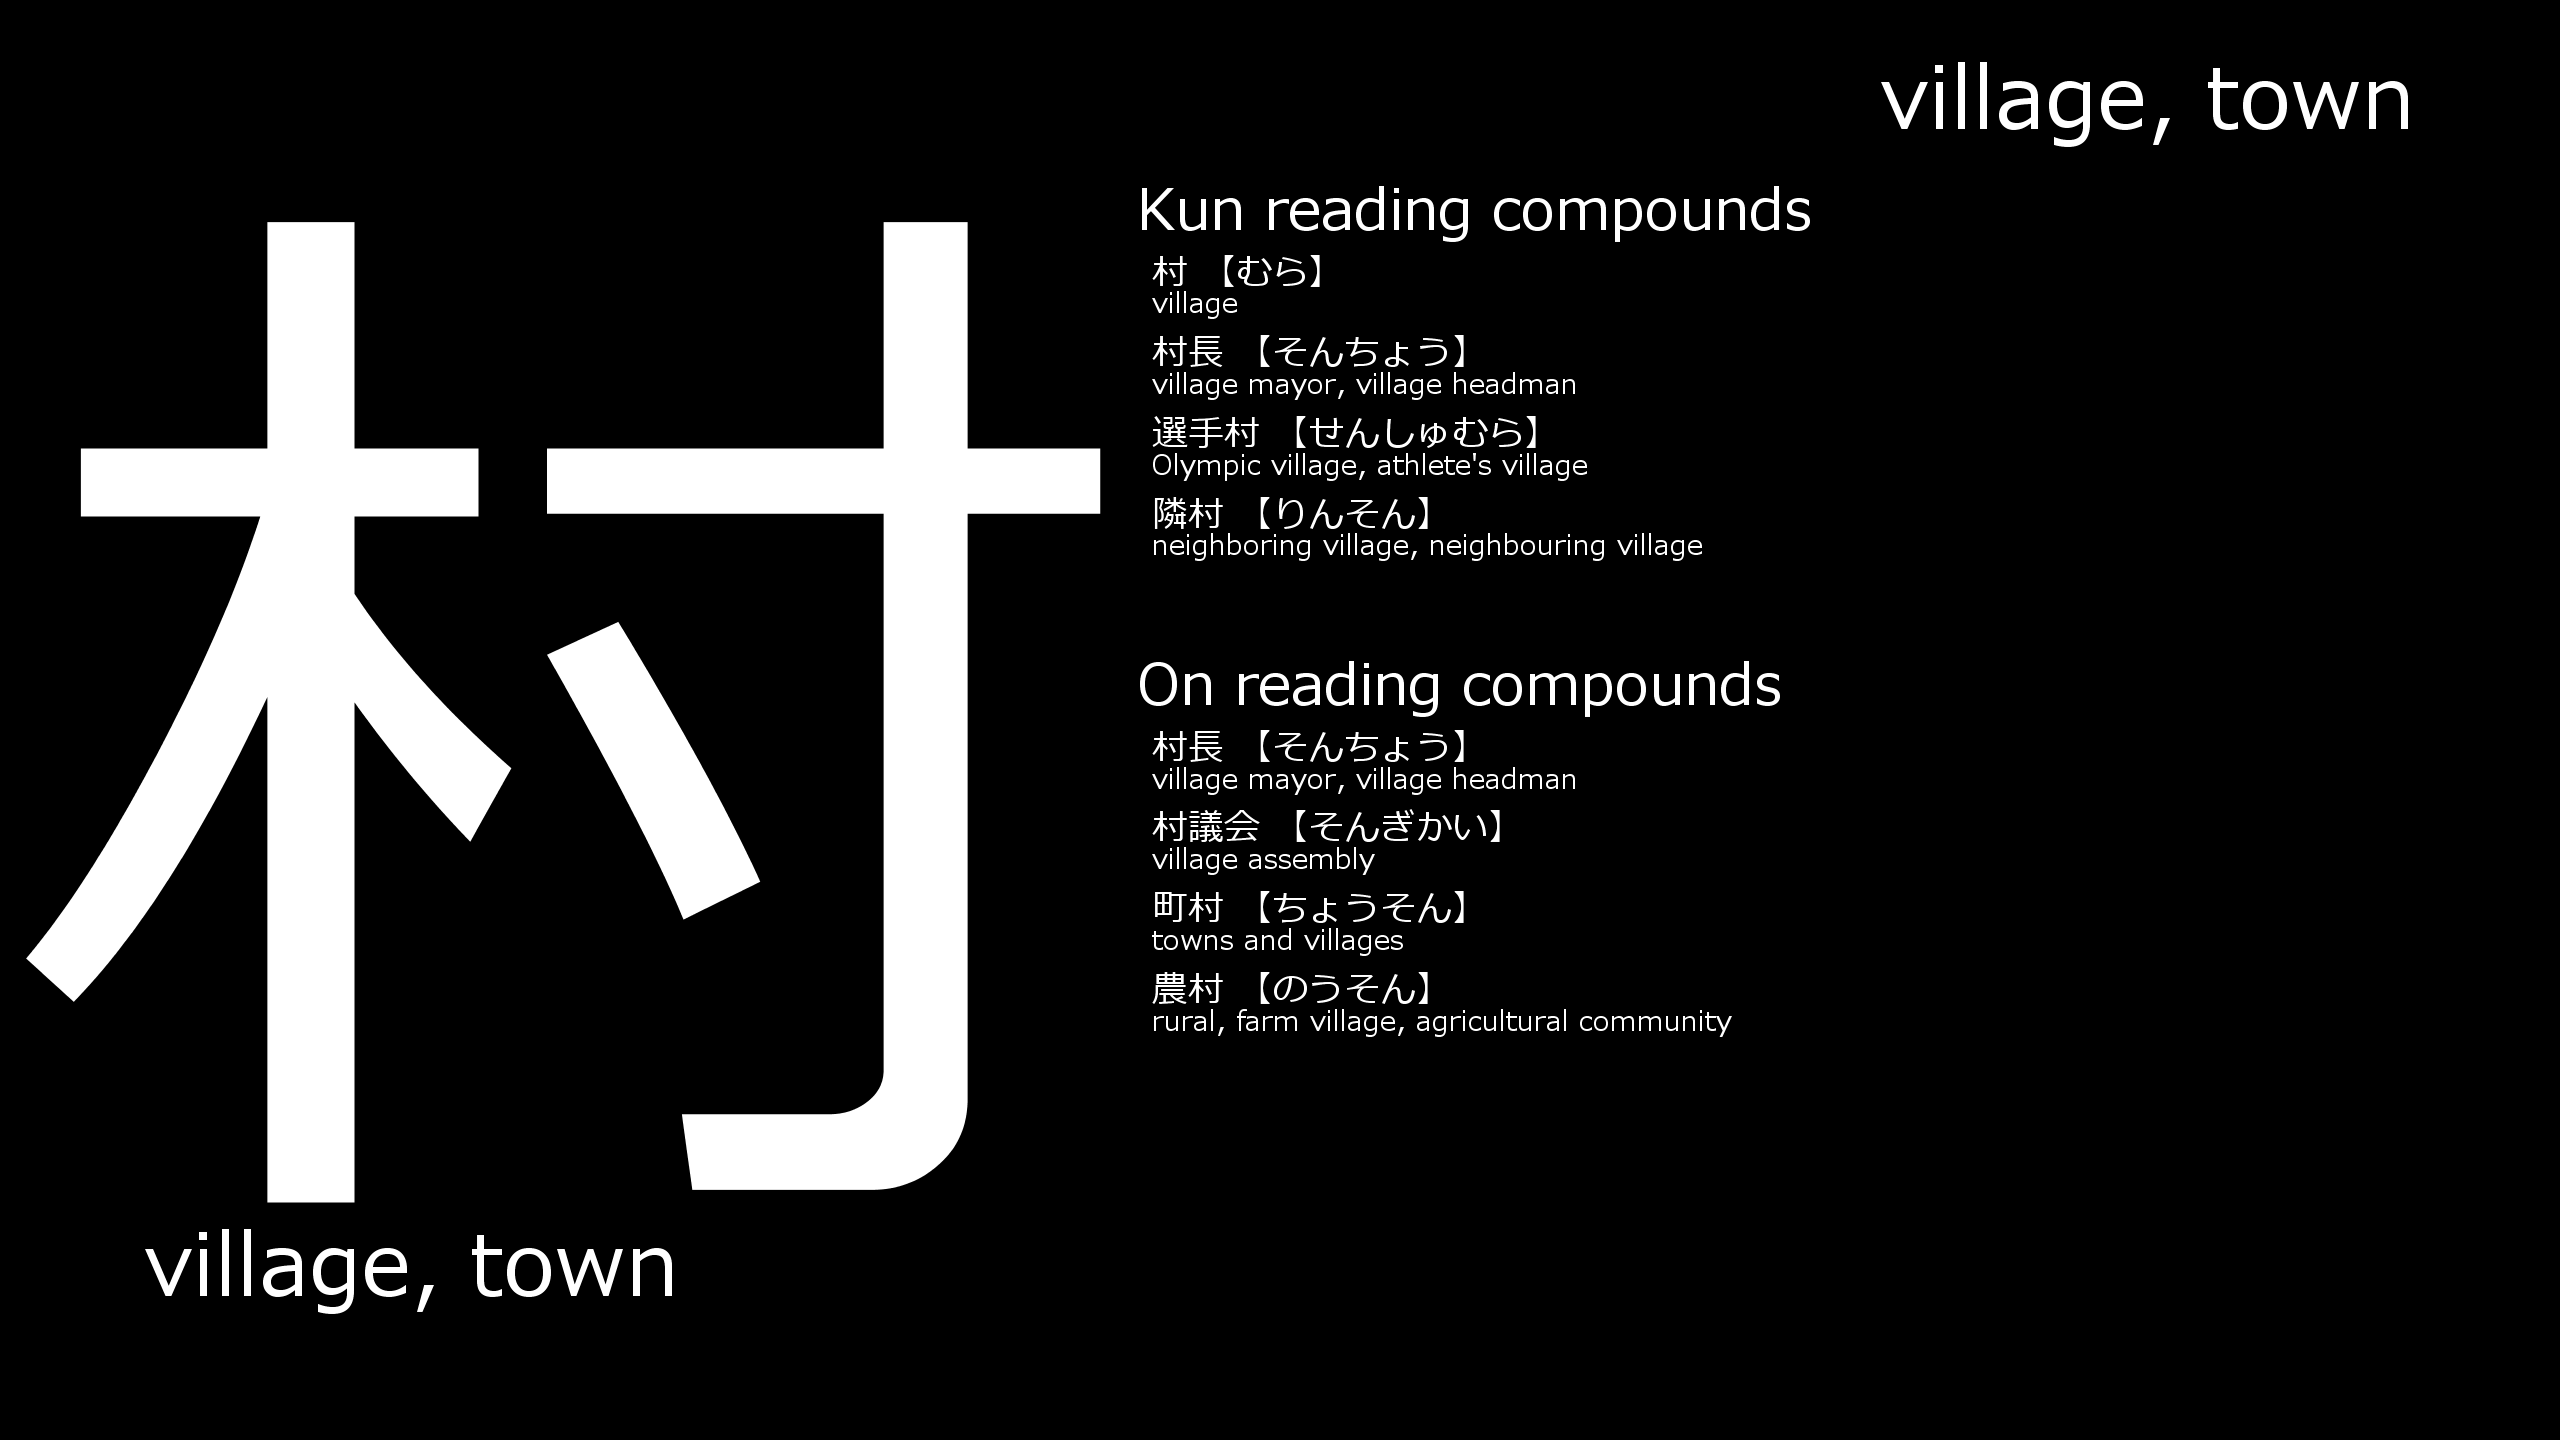 village, town
村
village, town
Kun reading compounds
村 【むら】
village
村長 【そんちょう】
village mayor, village headman
選手村 【せんしゅむら】
Olympic village, athlete's village
隣村 【りんそん】
neighboring village, neighbouring village
On reading compounds
村長 【そんちょう】
village mayor, village headman
村議会 【そんぎかい】
village assembly
町村 【ちょうそん】
towns and villages
農村 【のうそん】
rural, farm village, agricultural community